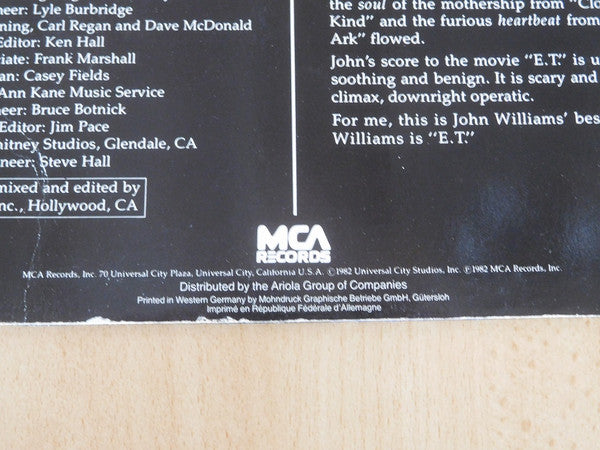 neer: Lyle Burbridge
ning, Carl Regan and Dave McDonald
Editor: Ken Hall
ciate: Frank Marshall
an: Casey Fields
Ann Kane Music Service
neer: Bruce Botnick
Editor: Jim Pace
hitney Studios, Glendale, CA
neer: Steve Hall
mixed and edited by
nc., Hollywood, CA
the soul of the mothership from "Clo
Kind" and the furious heartbeat from
Ark" flowed.
John's score to the movie "E.T." is u
soothing and benign. It is scary and
climax, downright operatic.
For me, this is John Williams' bes
Williams is "E.T."
MCA
RECORDS
MCA Records, Inc. 70 Universal City Plaza, Universal City, California U.S.A. ©1982 Universal City Studios, Inc. ℗1982 MCA Records, Inc.
Distributed by the Ariola Group of Companies
Printed in Western Germany by Mohndruck Graphische Betriebe GmbH, Gütersloh
Imprimé en République Fédérale d'Allemagne